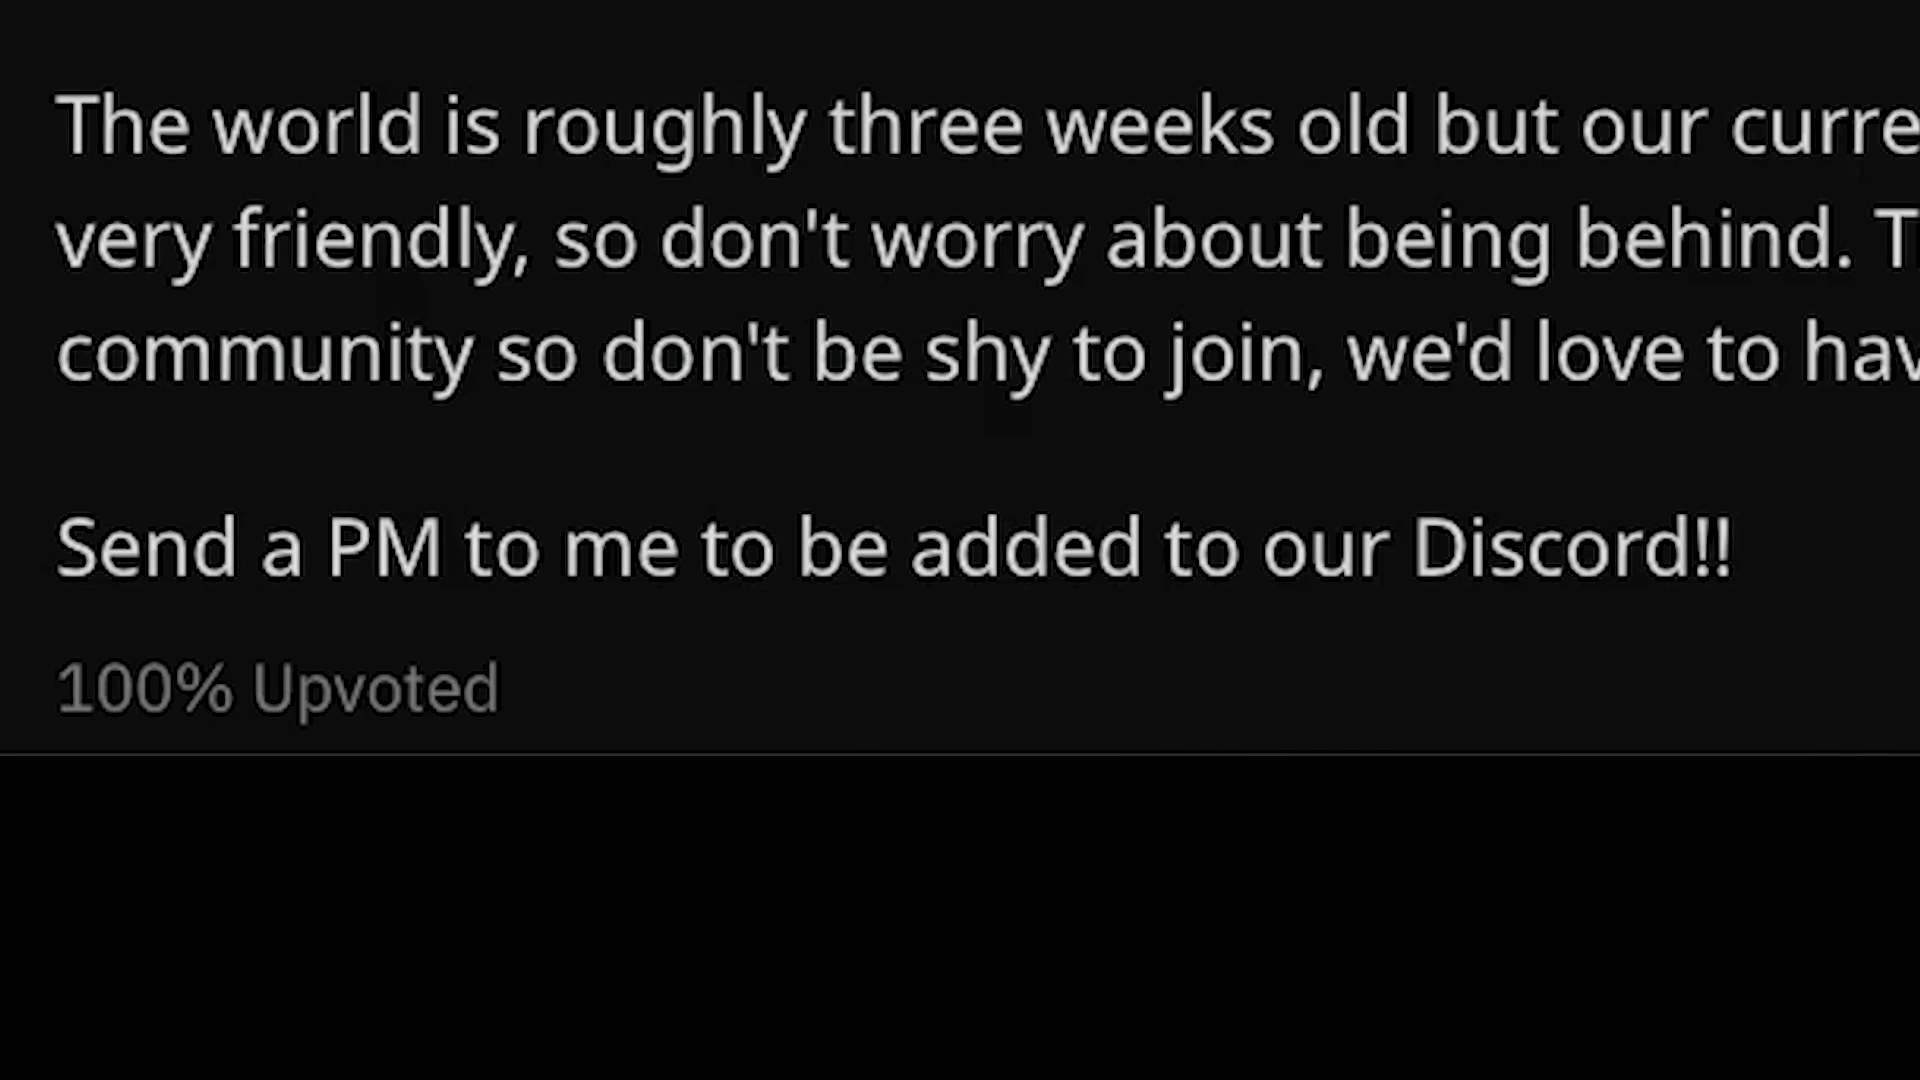 The world is roughly three weeks old but our curre
very friendly, so don't worry about being behind. T
community so don't be shy to join, we'd love to hav
Send a PM to me to be added to our Discord!!
100% Upvoted